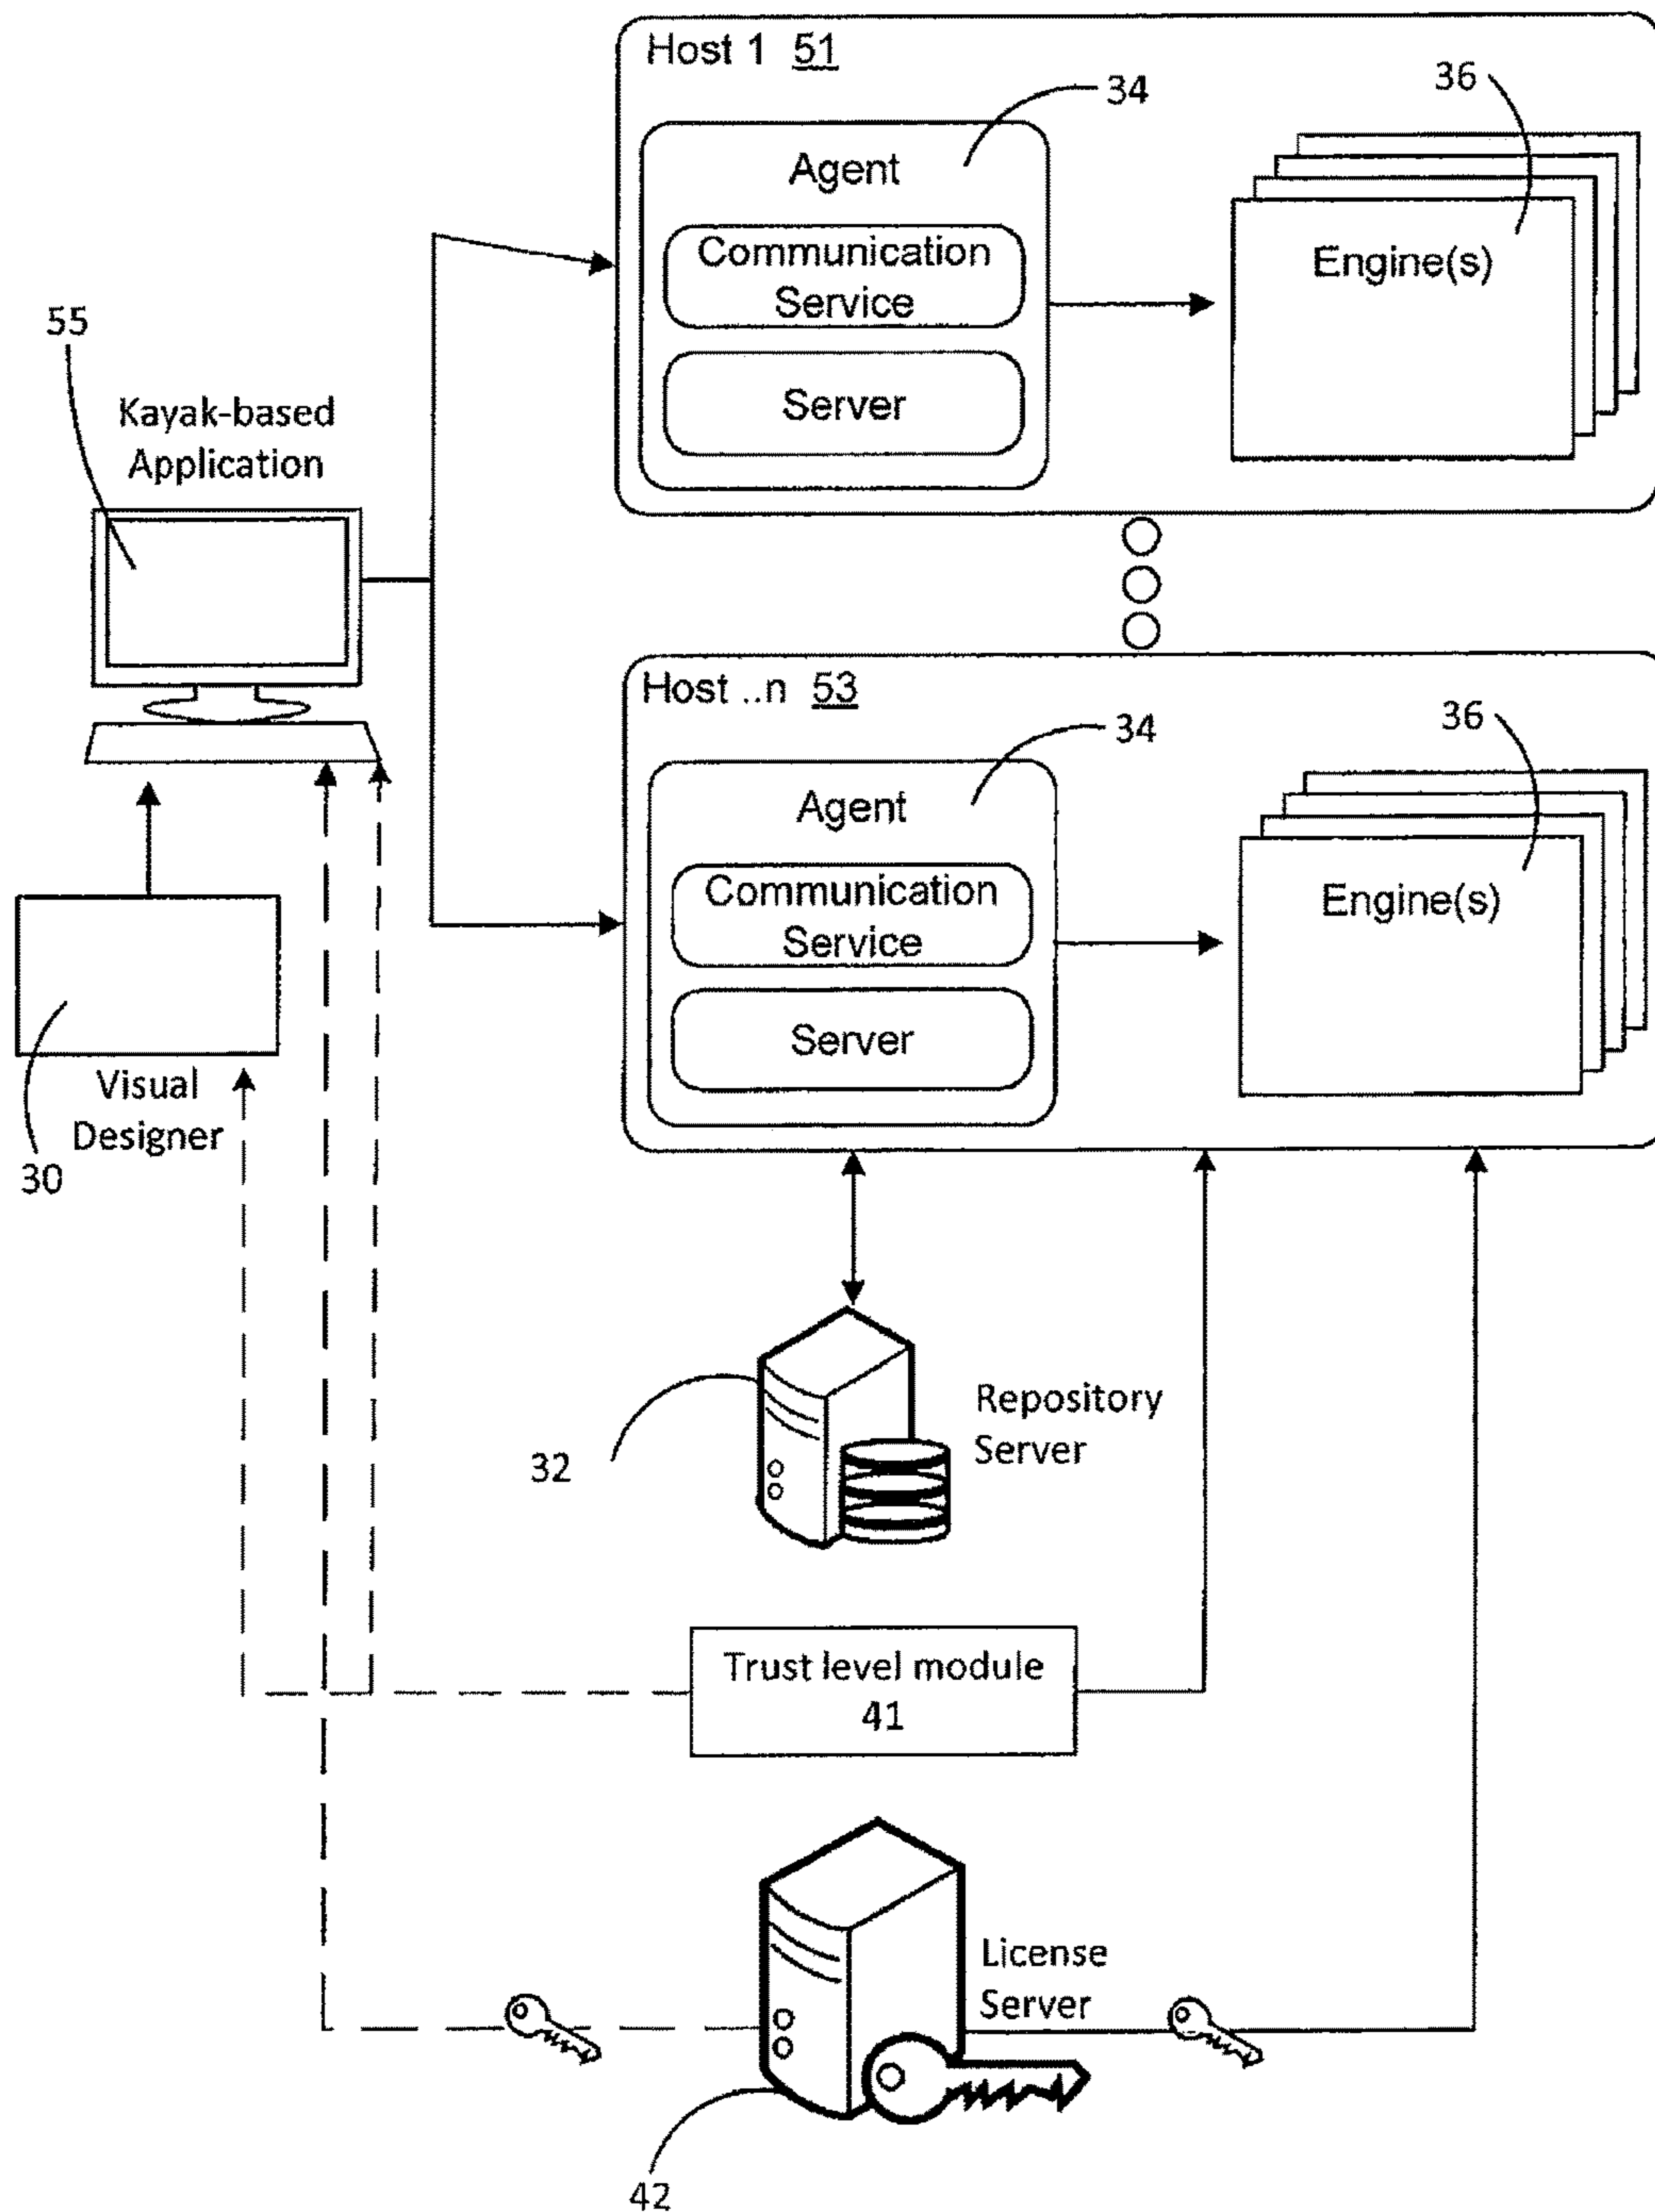 Host 1 51
34
36
Agent
Communication
Service
Engine(s)
Server
55
Kayak-based
Application
Host ..n 53
34
36
Agent
Communication
Service
Engine(s)
Server
Visual
Designer
30
32
Repository
Server
Trust level module
41
License
Server
42